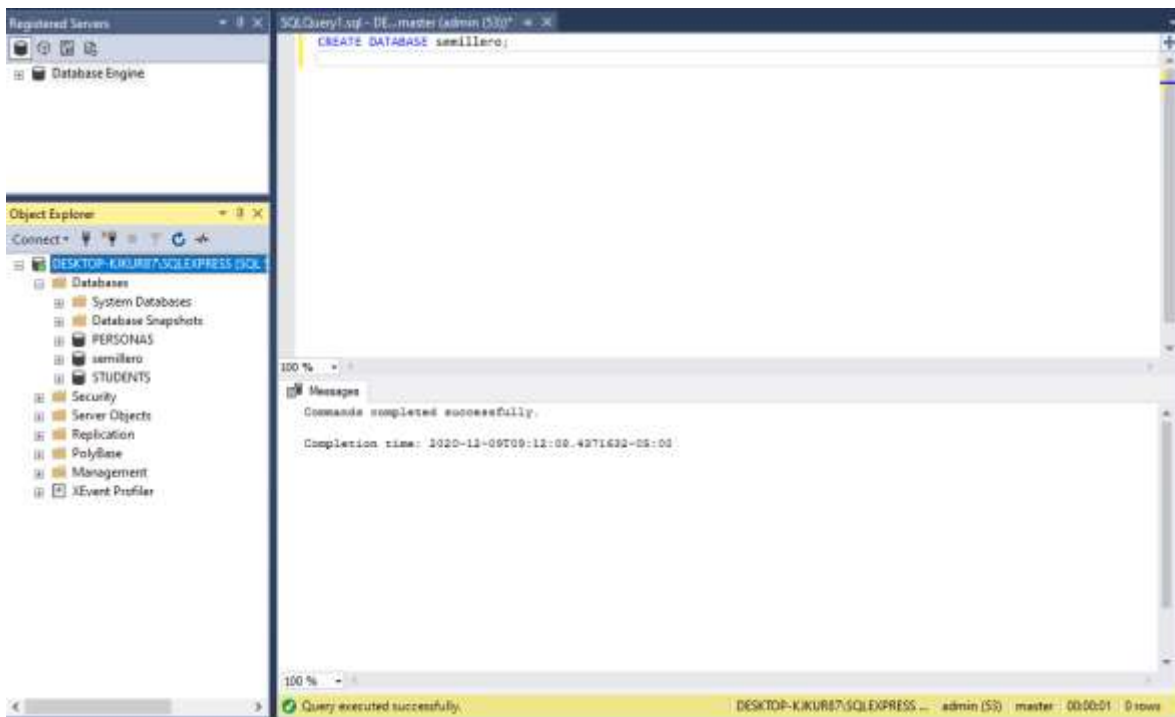 Registered Servers
Database Engine
Object Explorer
Connect
DESKTOP-KJKUR87\SQLEXPRESS (SQL
Databases
System Databases
Database Snapshots
PERSONAS
semillero
STUDENTS
Security
Server Objects
Replication
PolyBase
Management
XEvent Profiler
SQLQuery1.sql - DE...master (admin (53))*
CREATE DATABASE semillero;
100 %
Messages
Commands completed successfully.
Completion time: 2020-12-09T09:12:08.4371632-05:00
100 %
Query executed successfully.
DESKTOP-KJKUR87\SQLEXPRESS ...
admin (53)
master
00:00:01
0 rows